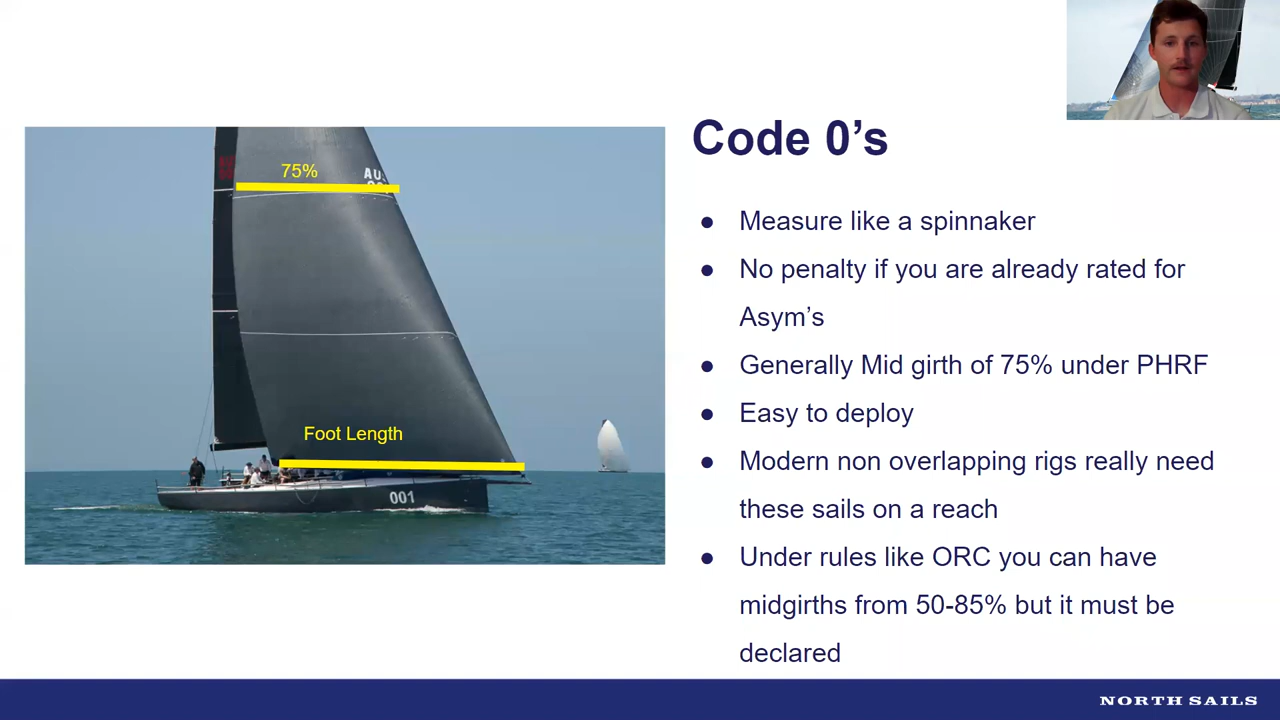 Code 0’s
75%
AU
Foot Length
001
● Measure like a spinnaker
● No penalty if you are already rated for
Asym’s
● Generally Mid girth of 75% under PHRF
● Easy to deploy
● Modern non overlapping rigs really need
these sails on a reach
● Under rules like ORC you can have
midgirths from 50-85% but it must be
declared
NORTH SAILS